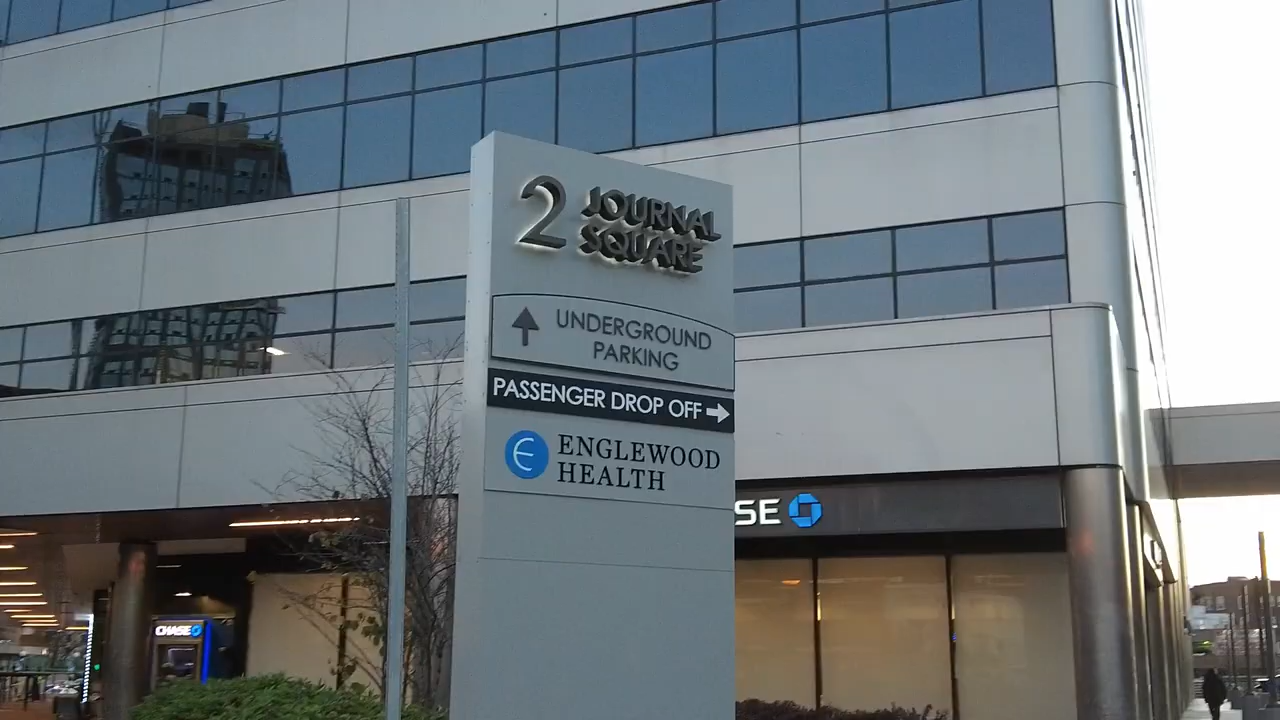 2 JOURNAL
SQUARE
UNDERGROUND
PARKING
PASSENGER DROP OFF
E ENGLEWOOD
HEALTH
SE
CHASE